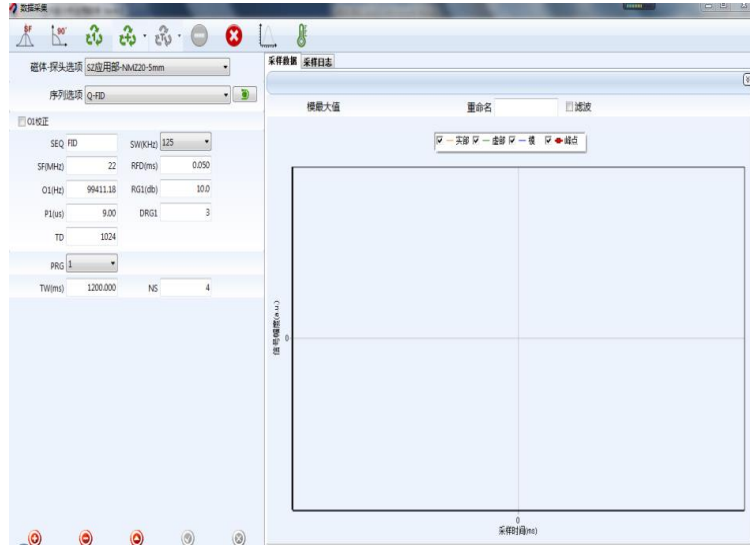 数据采集
SF 90°
磁体-探头选项 SZ应用部-NMZ20-5mm
序列选项 Q-FID
O1校正
SEQ FID SW(KHz) 125
SF(MHz) 22 RFD(ms) 0.050
O1(Hz) 99411.18 RG1(db) 10.0
P1(us) 9.00 DRG1 3
TD 1024
PRG 1
TW(ms) 1200.000 NS 4
采样数据 采样日志
模最大值 重命名 滤波
实部 虚部 模 峰点
信号幅度(a.u.)
0
0
采样时间(ms)